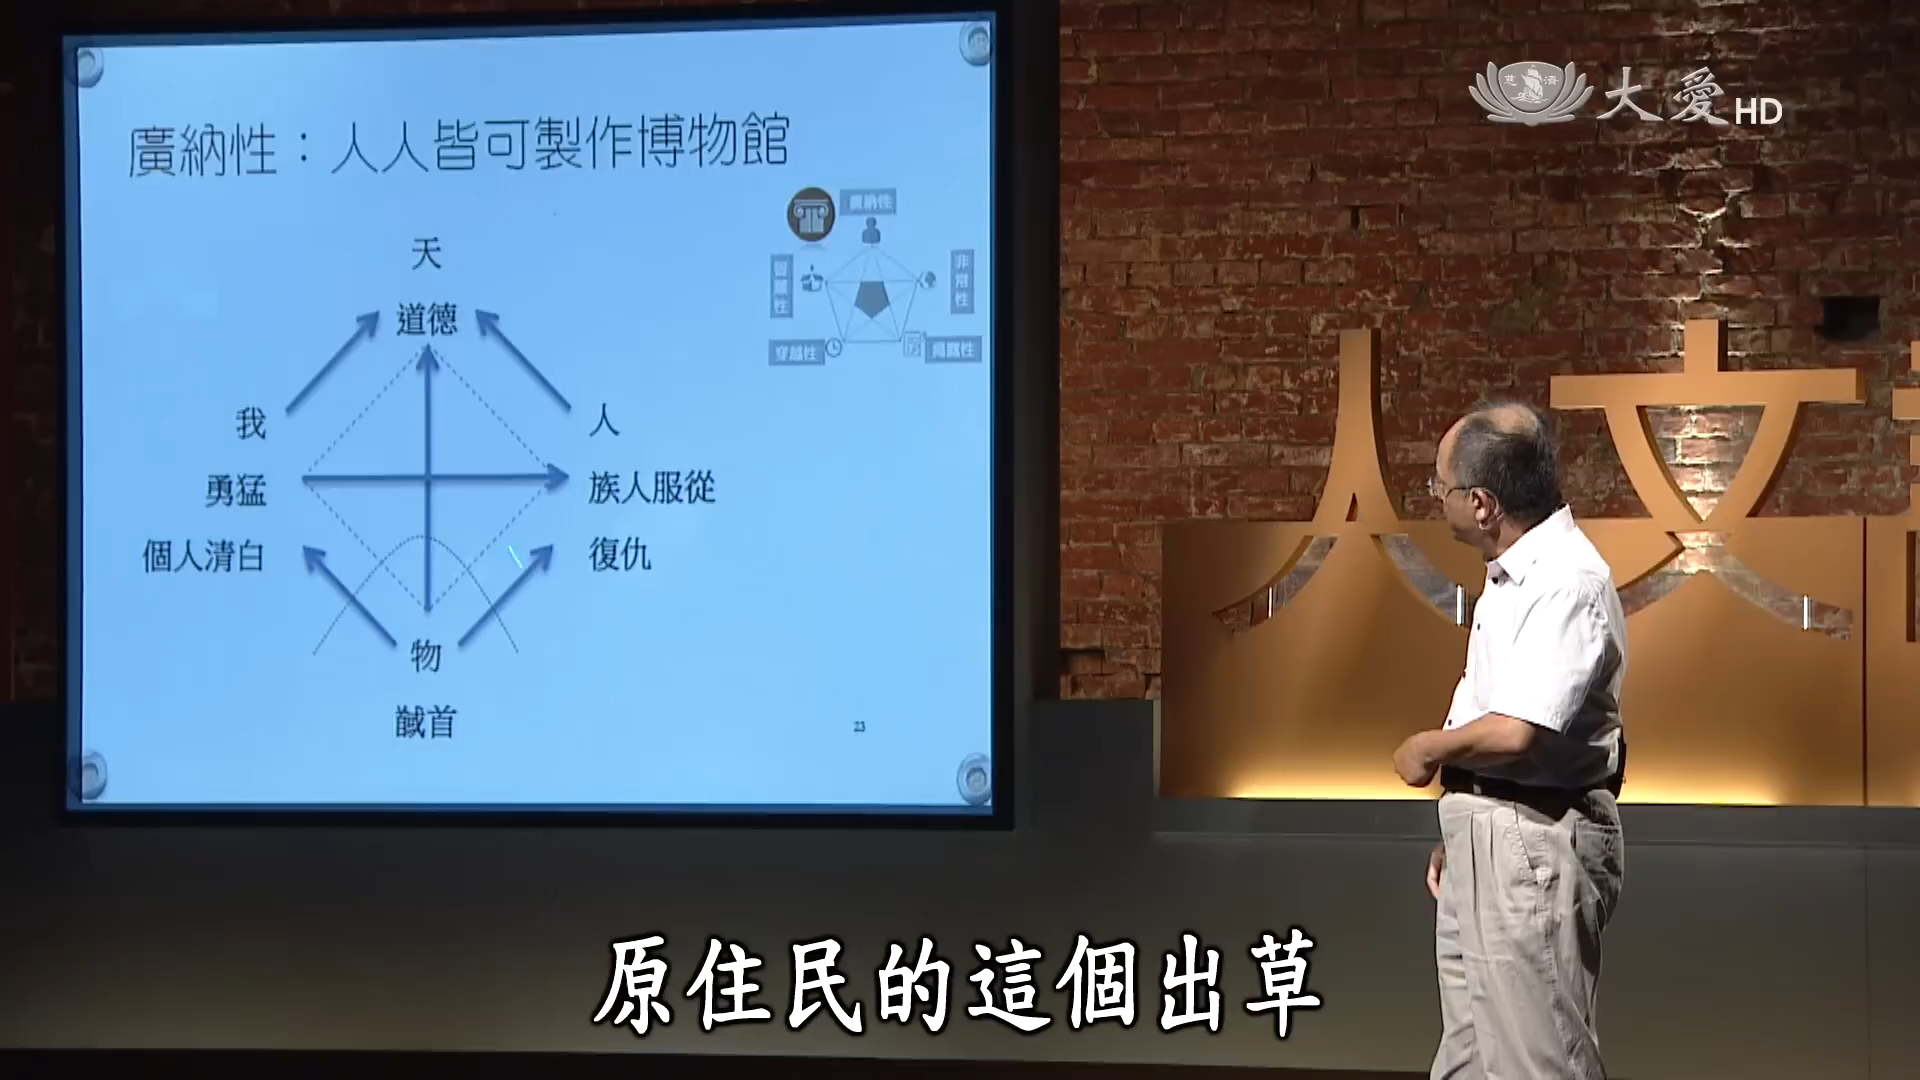 廣納性：人人皆可製作博物館
大愛HD
慈濟
廣納性
非常性
穿越性
天
道德
我
人
勇猛
族人服從
個人清白
復仇
物
馘首
23
人文
原住民的這個出草